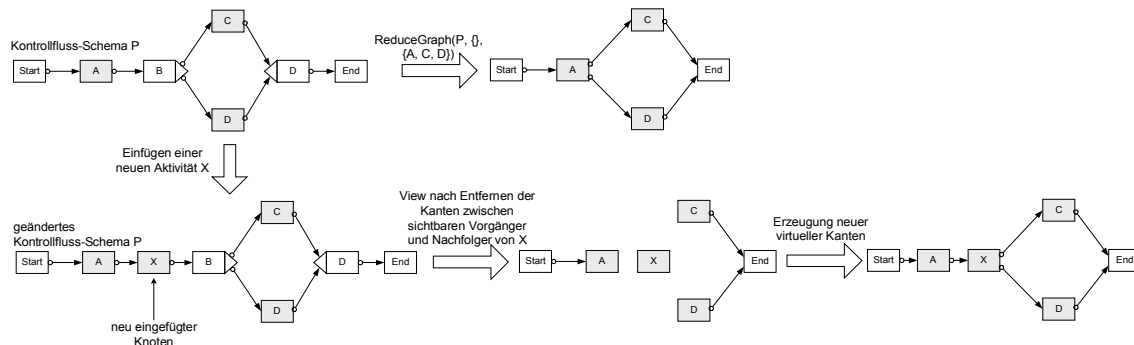 C
Kontrollfluss-Schema P
ReduceGraph(P, {},
{A, C, D})
C
Start
A
B
D
End
Start
A
End
D
D
Einfügen einer
neuen Aktivität X
geändertes
Kontrollfluss-Schema P
C
View nach Entfernen der
Kanten zwischen
sichtbaren Vorgänger
und Nachfolger von X
C
Erzeugung neuer
virtueller Kanten
C
Start
A
X
B
D
End
Start
A
X
End
Start
A
X
End
D
D
D
neu eingefügter
Knoten